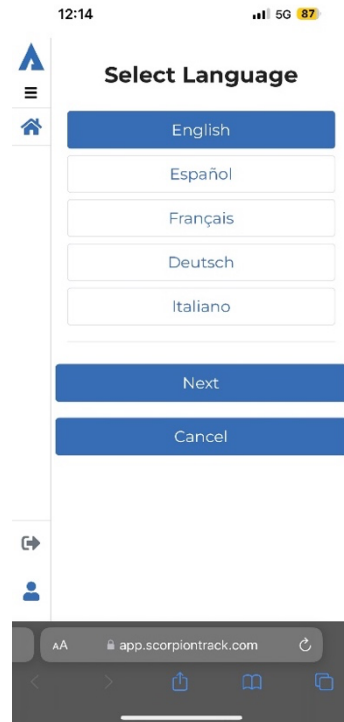 12:14
5G 87
Select Language
English
Español
Français
Deutsch
Italiano
Next
Cancel
AA app.scorpiontrack.com